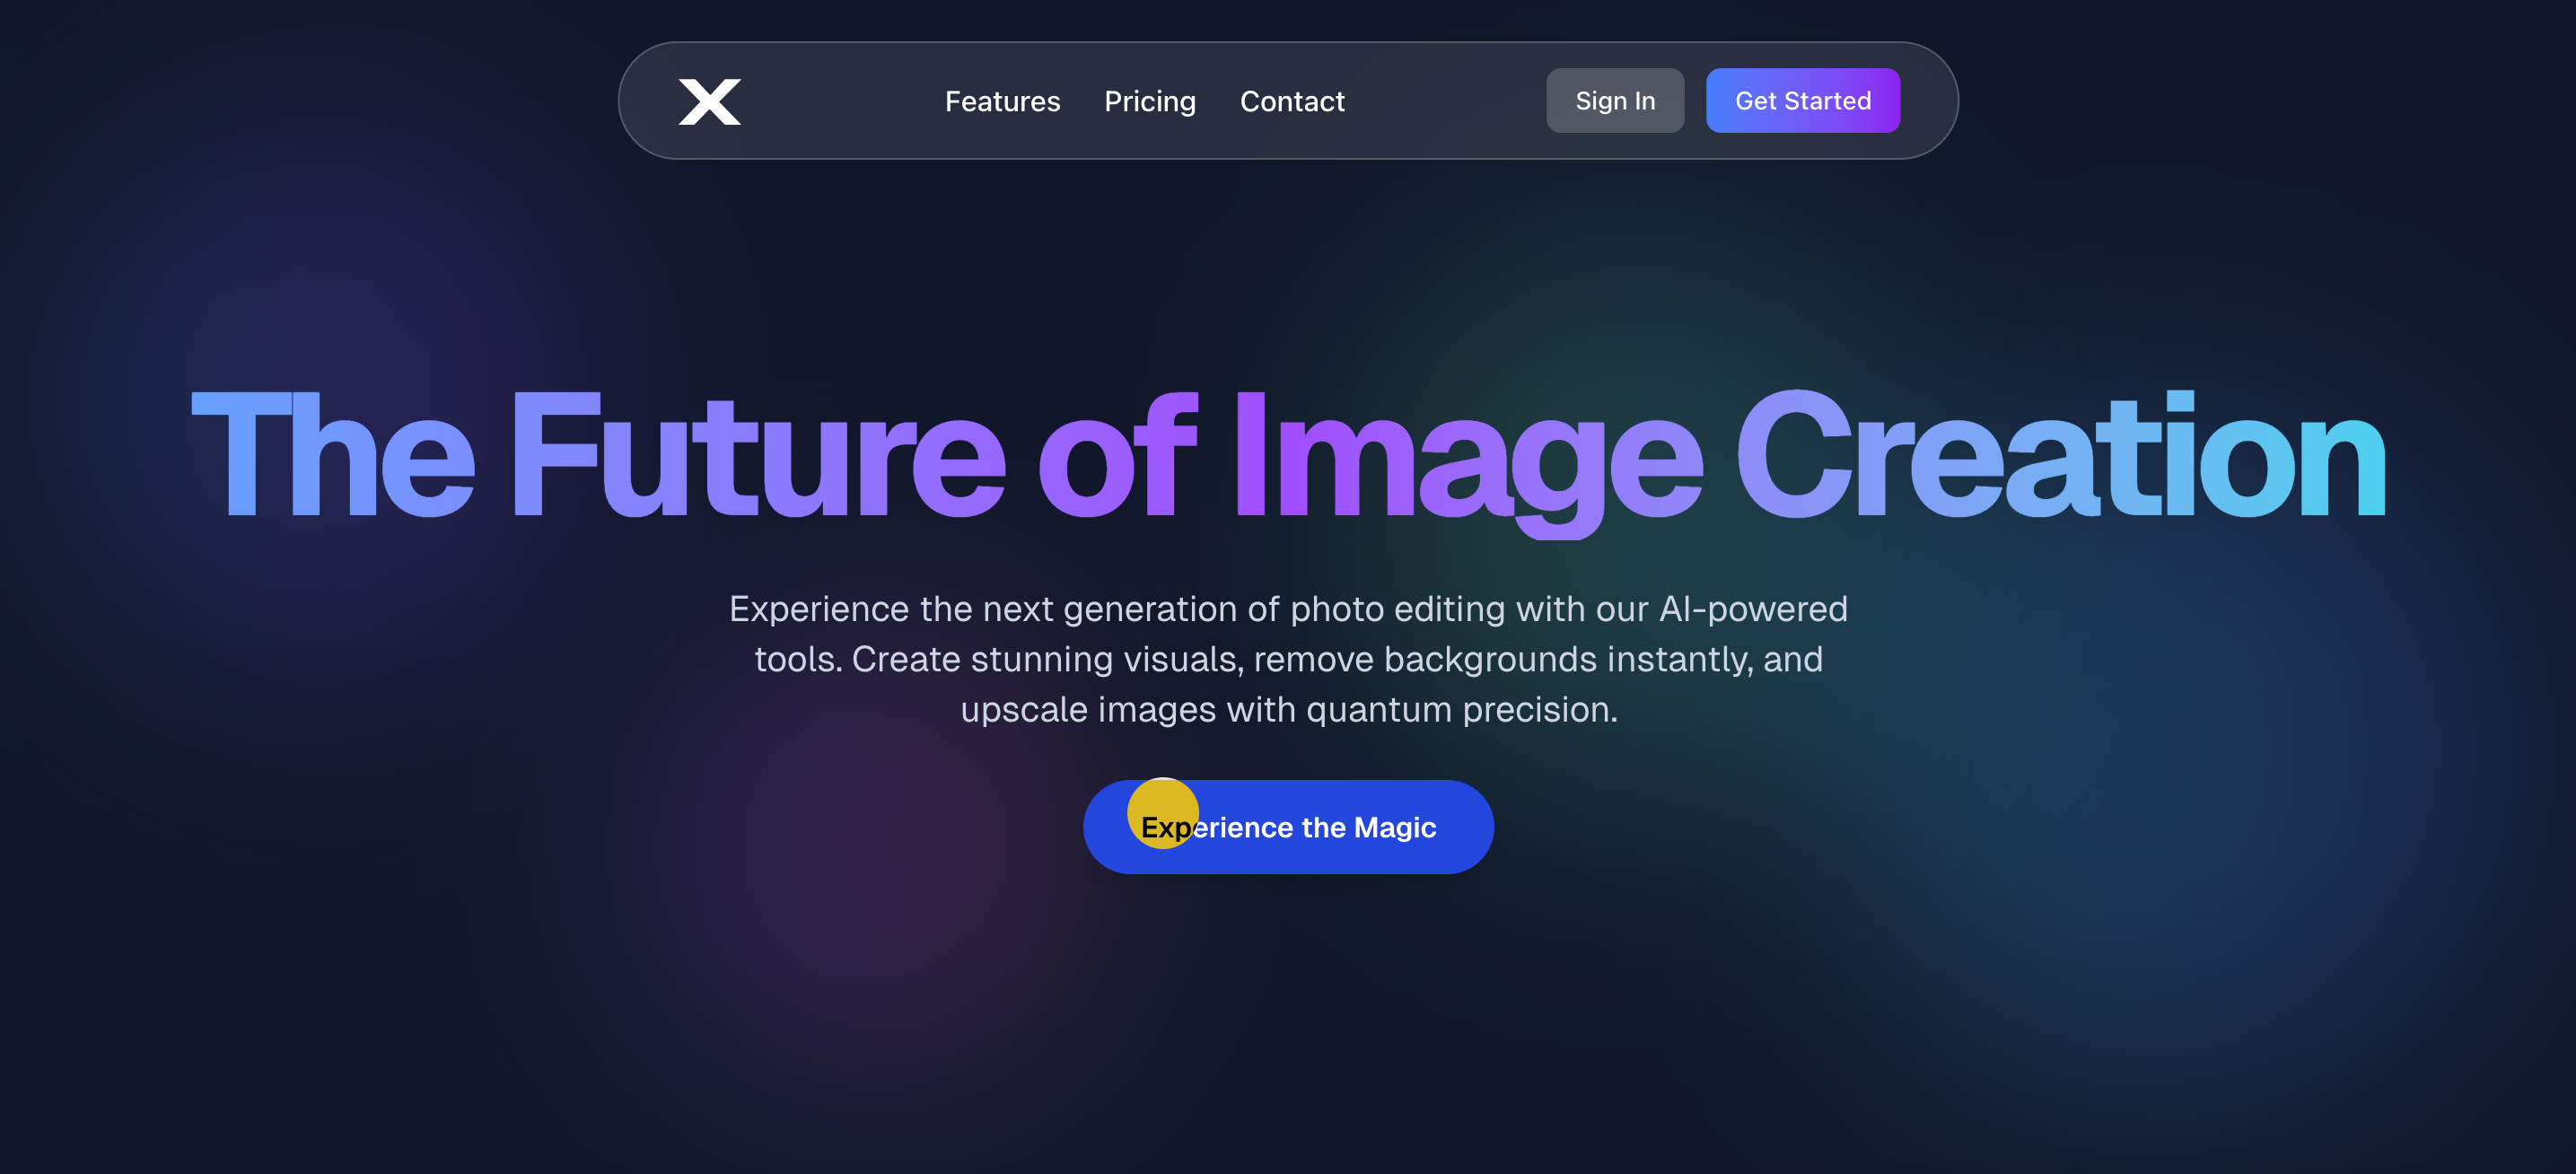 X
Features Pricing Contact Sign In Get Started
The Future of Image Creation
Experience the next generation of photo editing with our AI-powered
tools. Create stunning visuals, remove backgrounds instantly, and
upscale images with quantum precision.
Experience the Magic